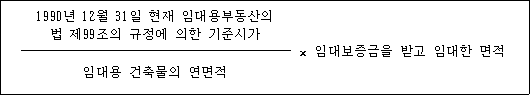 1990년 12월 31일 현재 임대용부동산의
법 제99조의 규정에 의한 기준시가
× 임대보증금을 받고 임대한 면적
임대용 건축물의 연면적